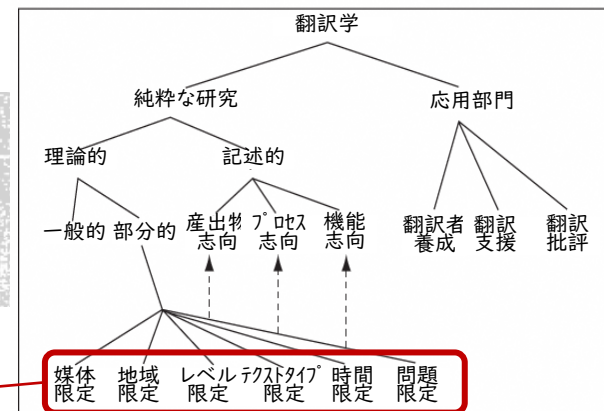 翻訳学
純粋な研究 応用部門
理論的 記述的
一般的 部分的 産出物志向 プロセス志向 機能志向 翻訳者養成 翻訳支援 翻訳批評
媒体限定 地域限定 レベル限定 テクストタイプ限定 時間限定 問題限定